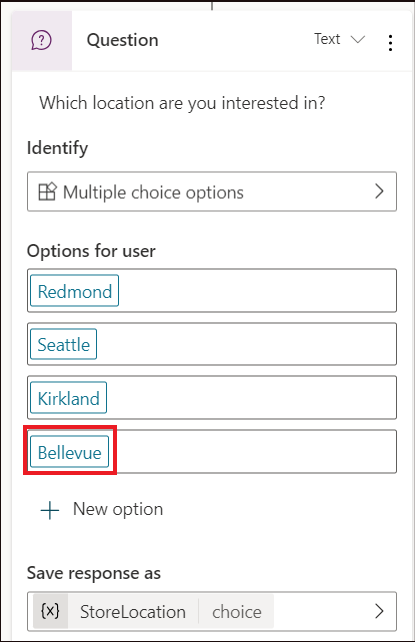 Question Text
Which location are you interested in?
Identify
Multiple choice options
Options for user
Redmond
Seattle
Kirkland
Bellevue
New option
Save response as
{x} StoreLocation choice